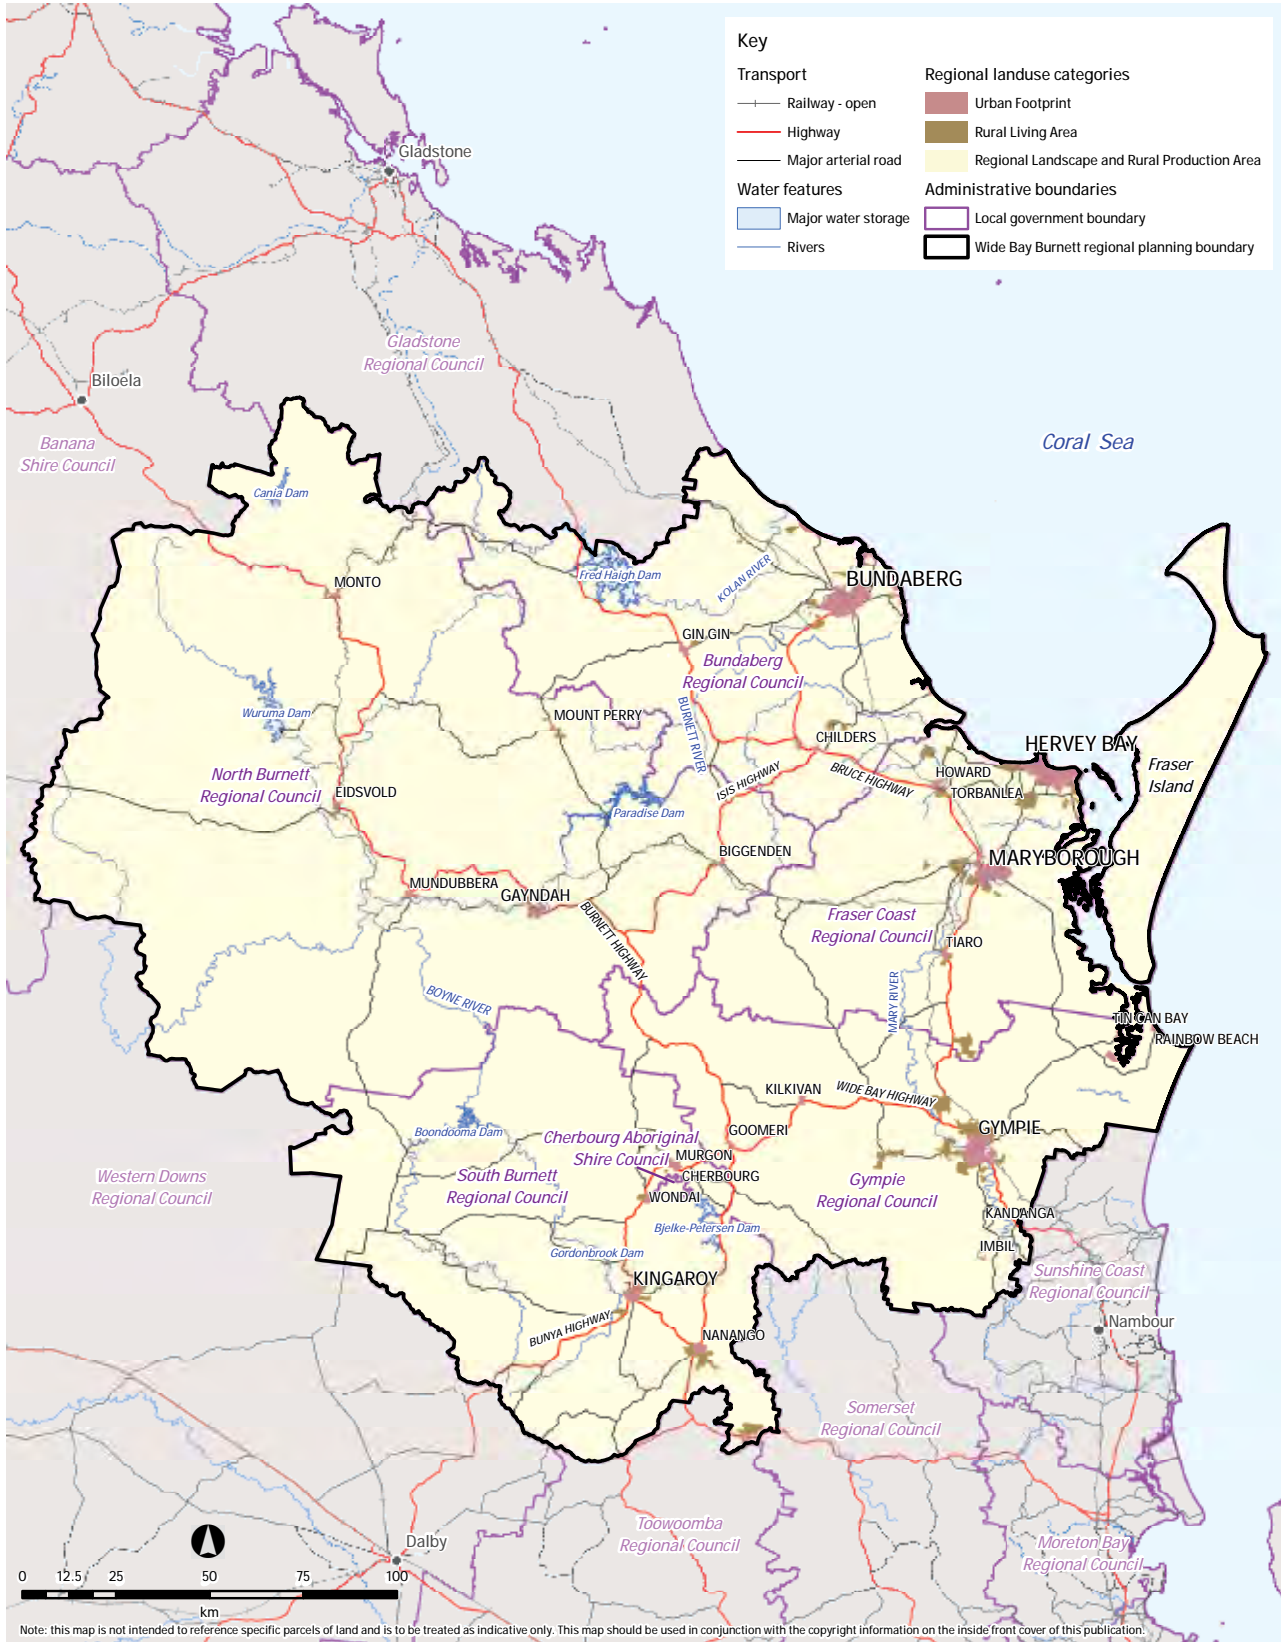 Key
Transport
Railway - open
Highway
Major arterial road
Water features
Major water storage
Rivers
Regional landuse categories
Urban Footprint
Rural Living Area
Regional Landscape and Rural Production Area
Administrative boundaries
Local government boundary
Wide Bay Burnett regional planning boundary
Gladstone
Gladstone
Regional Council
Biloela
Banana
Shire Council
Coral Sea
Cania Dam
MONTO
Fred Haigh Dam
KOLAN RIVER
BUNDABERG
GIN GIN
Bundaberg
Regional Council
Wuruma Dam
MOUNT PERRY
BURNETT RIVER
CHILDERS
HERVEY BAY
Fraser
Island
North Burnett
Regional Council
EIDSVOLD
ISIS HIGHWAY
BRUCE HIGHWAY
HOWARD
TORBANLEA
Paradise Dam
BIGGENDEN
MARYBOROUGH
MUNDUBBERA
GAYNDAH
BURNETT HIGHWAY
Fraser Coast
Regional Council
TIARO
BOYNE RIVER
MARY RIVER
TIN CAN BAY
RAINBOW BEACH
KILKIVAN
WIDE BAY HIGHWAY
Boondooma Dam
Cherbourg Aboriginal
Shire Council
GOOMERI
GYMPIE
MURGON
CHERBOURG
Western Downs
Regional Council
South Burnett
Regional Council
WONDAI
Gympie
Regional Council
Bjelke-Petersen Dam
KANDANGA
IMBIL
Gordonbrook Dam
KINGAROY
Sunshine Coast
Regional Council
BUNYA HIGHWAY
NANANGO
Nambour
Somerset
Regional Council
Toowoomba
Regional Council
Moreton Bay
Regional Council
Dalby
0 12.5 25 50 75 100
km
Note: this map is not intended to reference specific parcels of land and is to be treated as indicative only. This map should be used in conjunction with the copyright information on the inside front cover of this publication.